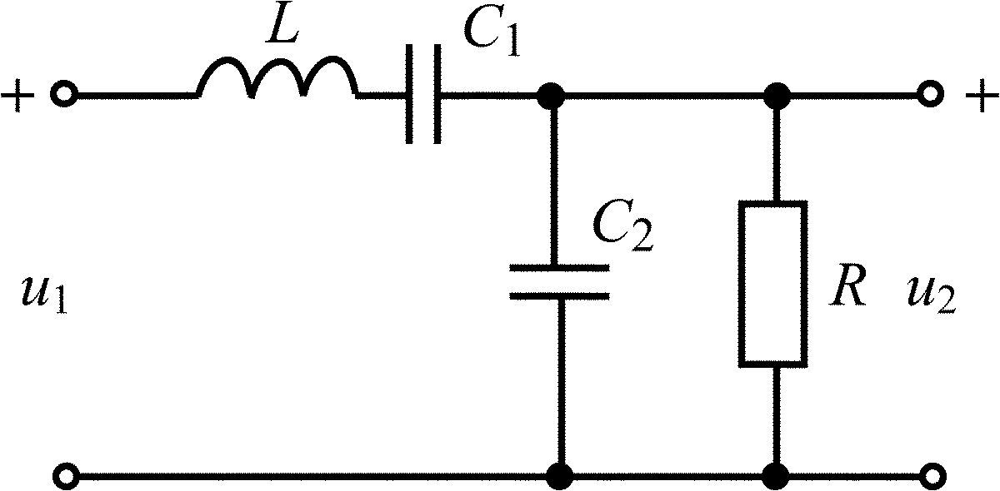 L C₁
+ +
C₂
u₁ R u₂